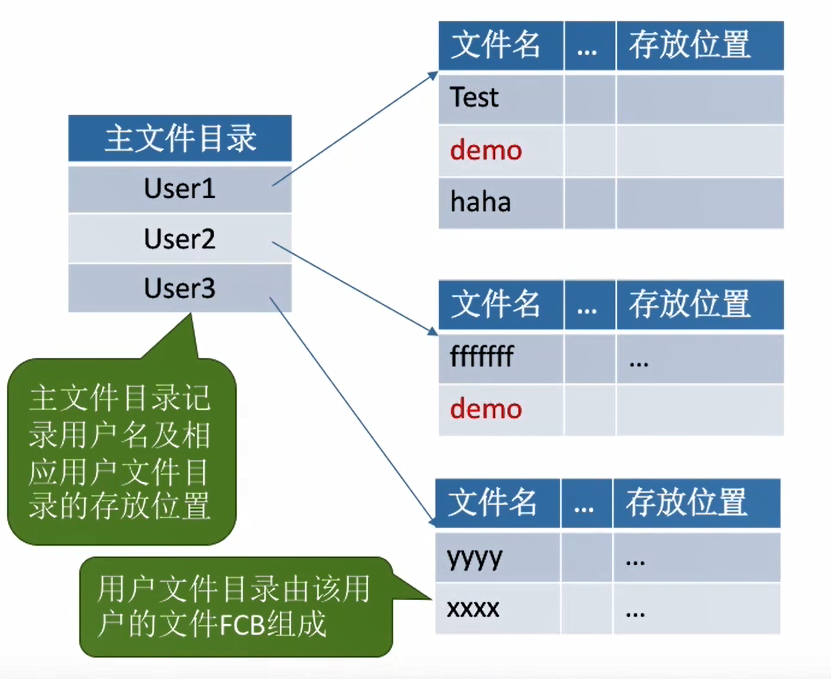 主文件目录
User1
User2
User3
主文件目录记
录用户名及相
应用户文件目
录的存放位置
文件名 ... 存放位置
Test
demo
haha
文件名 ... 存放位置
fffffff ...
demo
文件名 ... 存放位置
yyyy ...
xxxx ...
用户文件目录由该用
户的文件FCB组成